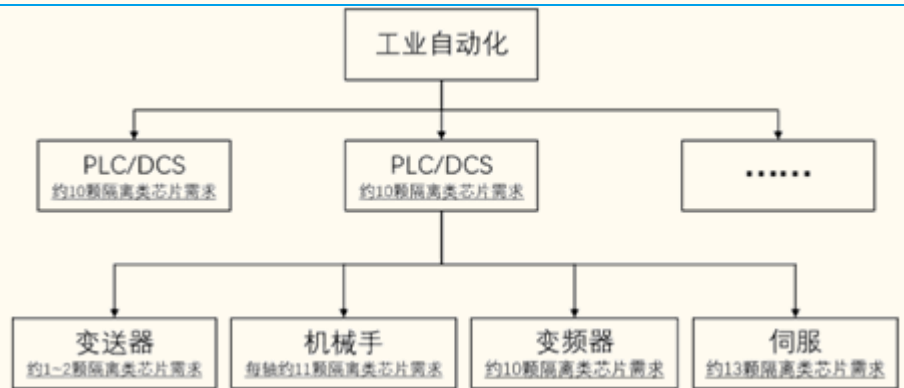 工业自动化
PLC/DCS
约10颗隔离类芯片需求
PLC/DCS
约10颗隔离类芯片需求
……
变送器
约1~2颗隔离类芯片需求
机械手
每轴约11颗隔离类芯片需求
变频器
约10颗隔离类芯片需求
伺服
约13颗隔离类芯片需求